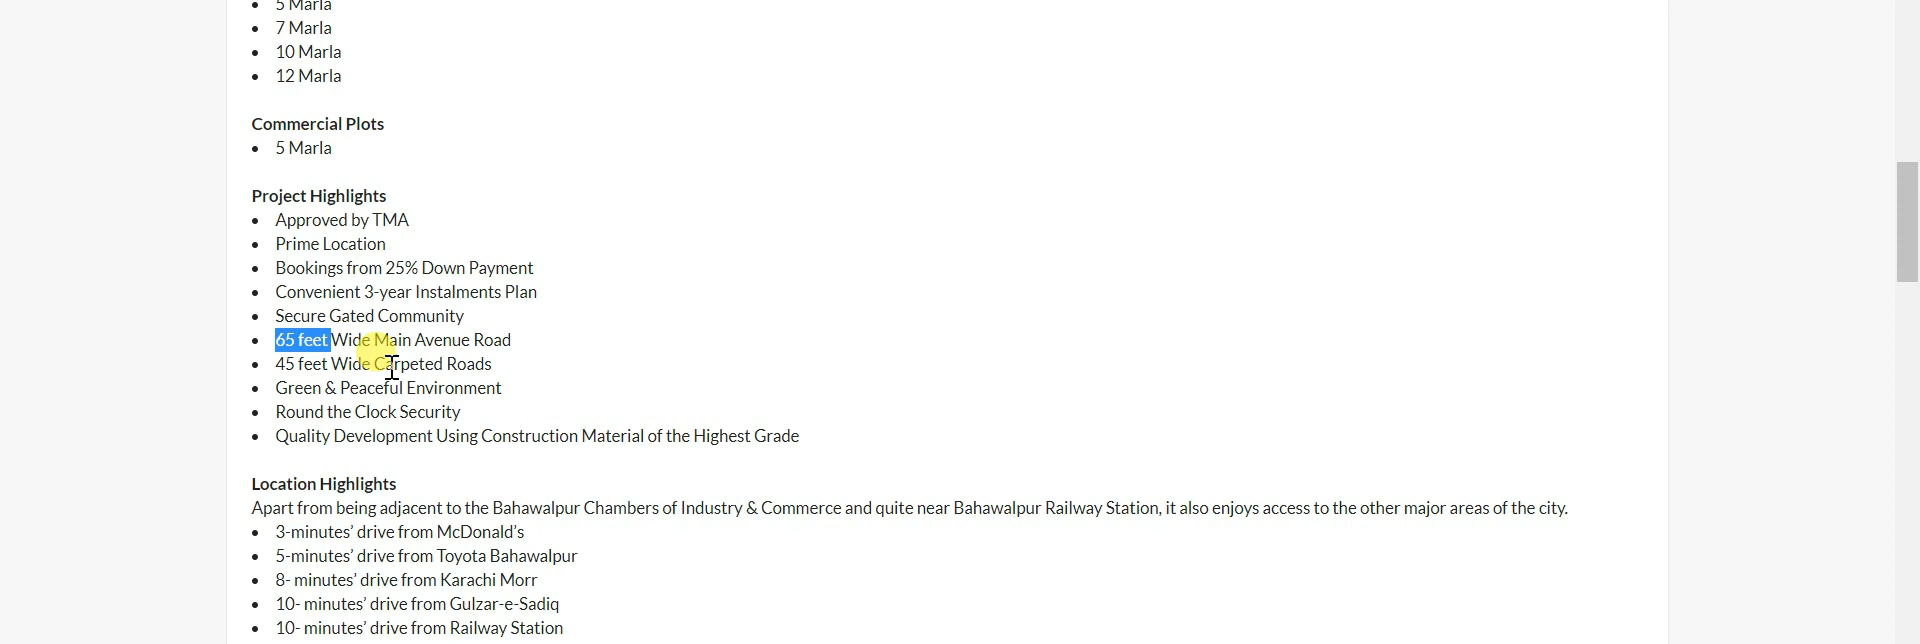 5 Marla
7 Marla
10 Marla
12 Marla
Commercial Plots
5 Marla
Project Highlights
Approved by TMA
Prime Location
Bookings from 25% Down Payment
Convenient 3-year Instalments Plan
Secure Gated Community
65 feet Wide Main Avenue Road
45 feet Wide Carpeted Roads
Green & Peaceful Environment
Round the Clock Security
Quality Development Using Construction Material of the Highest Grade
Location Highlights
Apart from being adjacent to the Bahawalpur Chambers of Industry & Commerce and quite near Bahawalpur Railway Station, it also enjoys access to the other major areas of the city.
3-minutes’ drive from McDonald’s
5-minutes’ drive from Toyota Bahawalpur
8- minutes’ drive from Karachi Morr
10- minutes’ drive from Gulzar-e-Sadiq
10- minutes’ drive from Railway Station